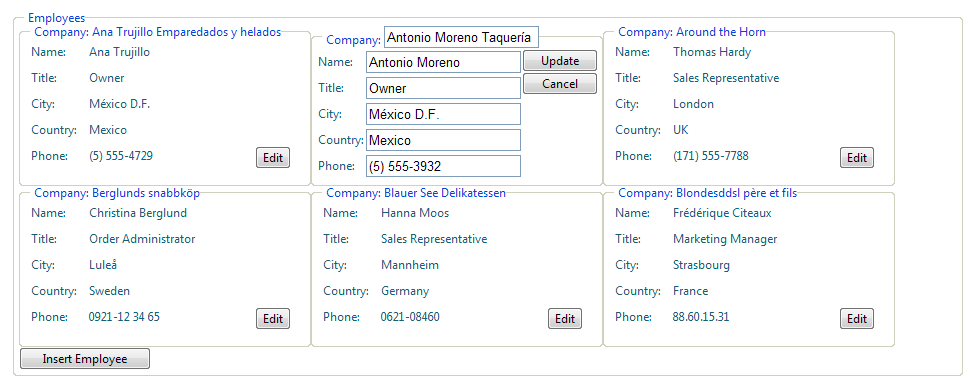 Employees
Company: Ana Trujillo Emparedados y helados
Name: Ana Trujillo
Title: Owner
City: México D.F.
Country: Mexico
Phone: (5) 555-4729
Edit
Company: Antonio Moreno Taquería
Name: Antonio Moreno
Update
Title: Owner
Cancel
City: México D.F.
Country: Mexico
Phone: (5) 555-3932
Company: Around the Horn
Name: Thomas Hardy
Title: Sales Representative
City: London
Country: UK
Phone: (171) 555-7788
Edit
Company: Berglunds snabbköp
Name: Christina Berglund
Title: Order Administrator
City: Luleå
Country: Sweden
Phone: 0921-12 34 65
Edit
Company: Blauer See Delikatessen
Name: Hanna Moos
Title: Sales Representative
City: Mannheim
Country: Germany
Phone: 0621-08460
Edit
Company: Blondesddsl père et fils
Name: Frédérique Citeaux
Title: Marketing Manager
City: Strasbourg
Country: France
Phone: 88.60.15.31
Edit
Insert Employee